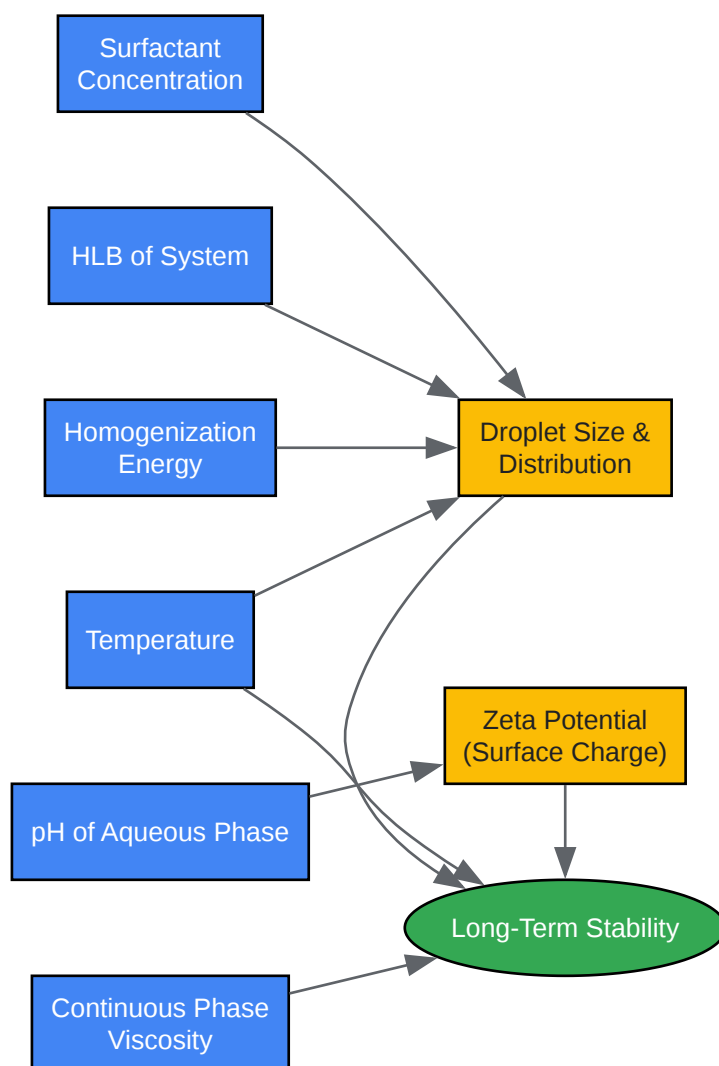 Surfactant
Concentration
HLB of System
Homogenization
Energy
Droplet Size &
Distribution
Temperature
Zeta Potential
(Surface Charge)
pH of Aqueous Phase
Long-Term Stability
Continuous Phase
Viscosity